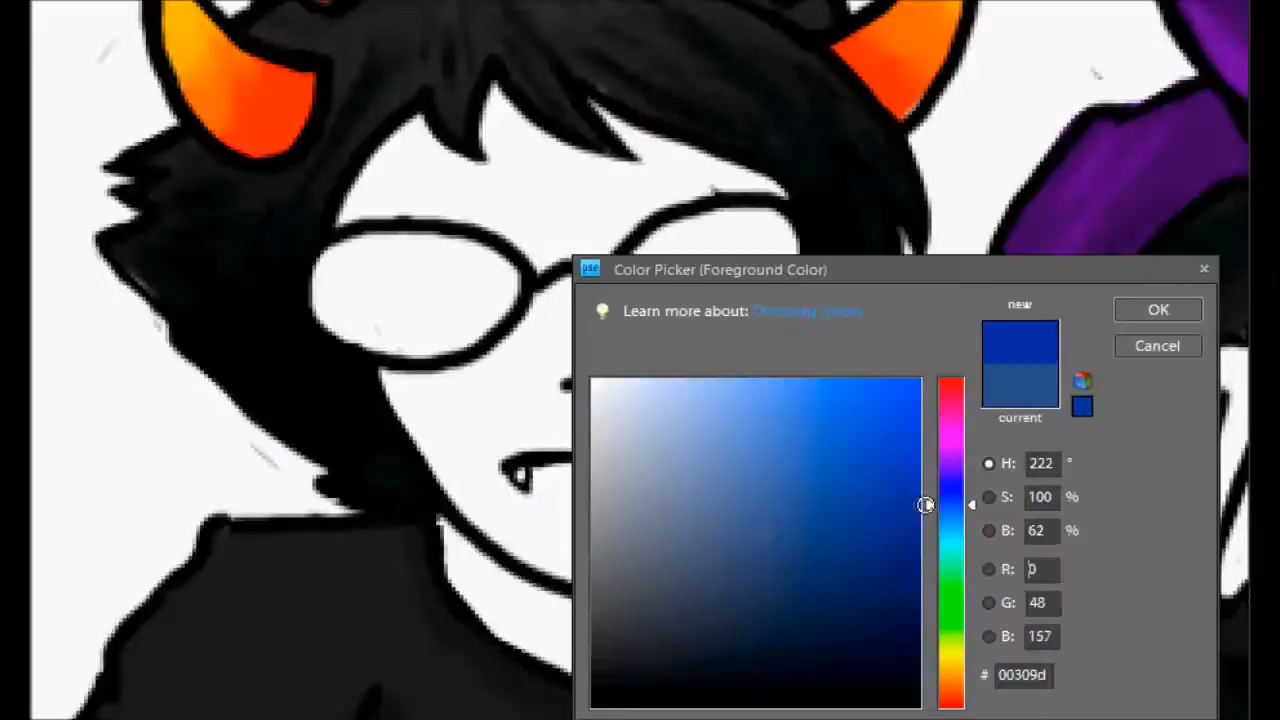 pse Color Picker (Foreground Color)
Learn more about: Choosing Colors
new
OK
Cancel
current
H: 222 °
S: 100 %
B: 62 %
R: 0
G: 48
B: 157
# 00309d